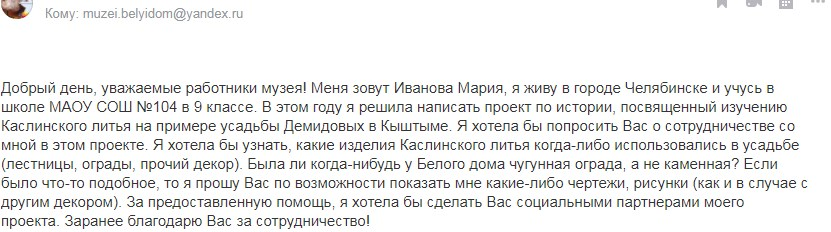 Кому: muzei.belyidom@yandex.ru
Добрый день, уважаемые работники музея! Меня зовут Иванова Мария, я живу в городе Челябинске и учусь в
школе МАОУ СОШ №104 в 9 классе. В этом году я решила написать проект по истории, посвященный изучению
Каслинского литья на примере усадьбы Демидовых в Кыштыме. Я хотела бы попросить Вас о сотрудничестве со
мной в этом проекте. Я хотела бы узнать, какие изделия Каслинского литья когда-либо использовались в усадьбе
(лестницы, ограды, прочий декор). Была ли когда-нибудь у Белого дома чугунная ограда, а не каменная? Если
было что-то подобное, то я прошу Вас по возможности показать мне какие-либо чертежи, рисунки (как и в случае с
другим декором). За предоставленную помощь, я хотела бы сделать Вас социальными партнерами моего
проекта. Заранее благодарю Вас за сотрудничество!